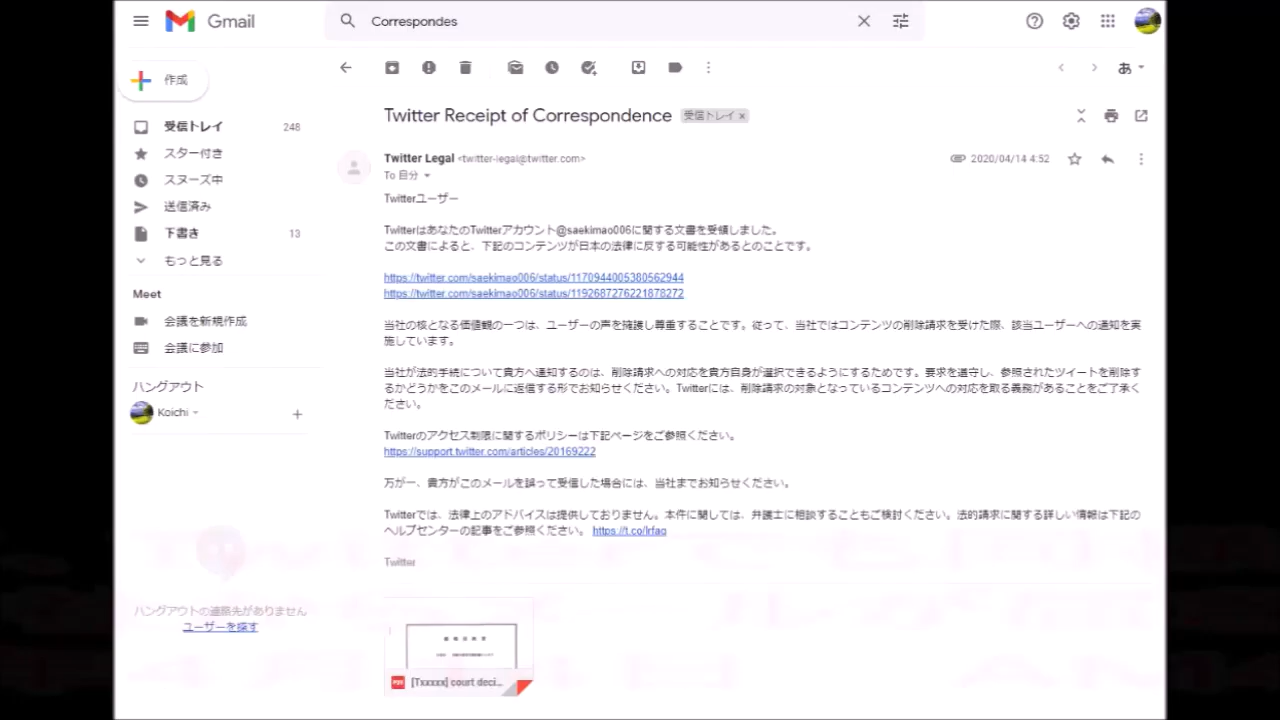 Gmail
Correspondes
作成
受信トレイ 248
スター付き
スヌーズ中
送信済み
下書き 13
もっと見る
Meet
会議を新規作成
会議に参加
ハングアウト
Koichi
ハングアウトの連絡先がありません
ユーザーを探す
あ
Twitter Receipt of Correspondence 受信トレイ ×
Twitter Legal <twitter-legal@twitter.com>
2020/04/14 4:52
To 自分
Twitterユーザー
TwitterはあなたのTwitterアカウント@saekimao006に関する文書を受領しました。
この文書によると、下記のコンテンツが日本の法律に反する可能性があるとのことです。
https://twitter.com/saekimao006/status/1170944005380562944
https://twitter.com/saekimao006/status/1192687276221878272
当社の核となる価値観の一つは、ユーザーの声を擁護し尊重することです。従って、当社ではコンテンツの削除請求を受けた際、該当ユーザーへの通知を実
施しています。
当社が法的手続について貴方へ通知するのは、削除請求への対応を貴方自身が選択できるようにするためです。要求を遵守し、参照されたツイートを削除す
るかどうかをこのメールに返信する形でお知らせください。Twitterには、削除請求の対象となっているコンテンツへの対応を取る義務があることをご了承く
ださい。
Twitterのアクセス制限に関するポリシーは下記ページをご参照ください。
https://support.twitter.com/articles/20169222
万が一、貴方がこのメールを誤って受信した場合には、当社までお知らせください。
Twitterでは、法律上のアドバイスは提供しておりません。本件に関しては、弁護士に相談することもご検討ください。法的請求に関する詳しい情報は下記の
ヘルプセンターの記事をご参照ください。 https://t.co/lrfaq
Twitter
PDF [Txxxxx] court deci...